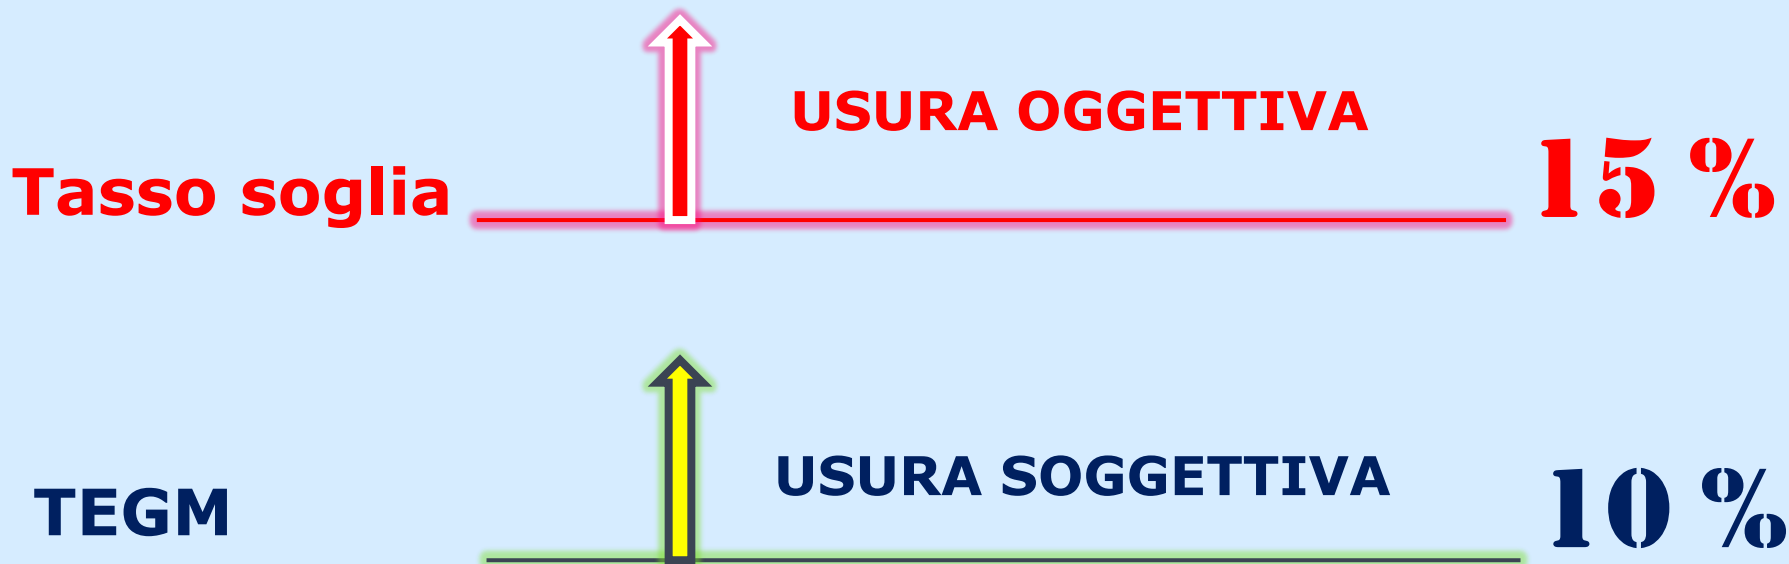 USURA OGGETTIVA
Tasso soglia
15 %
USURA SOGGETTIVA
TEGM
10 %